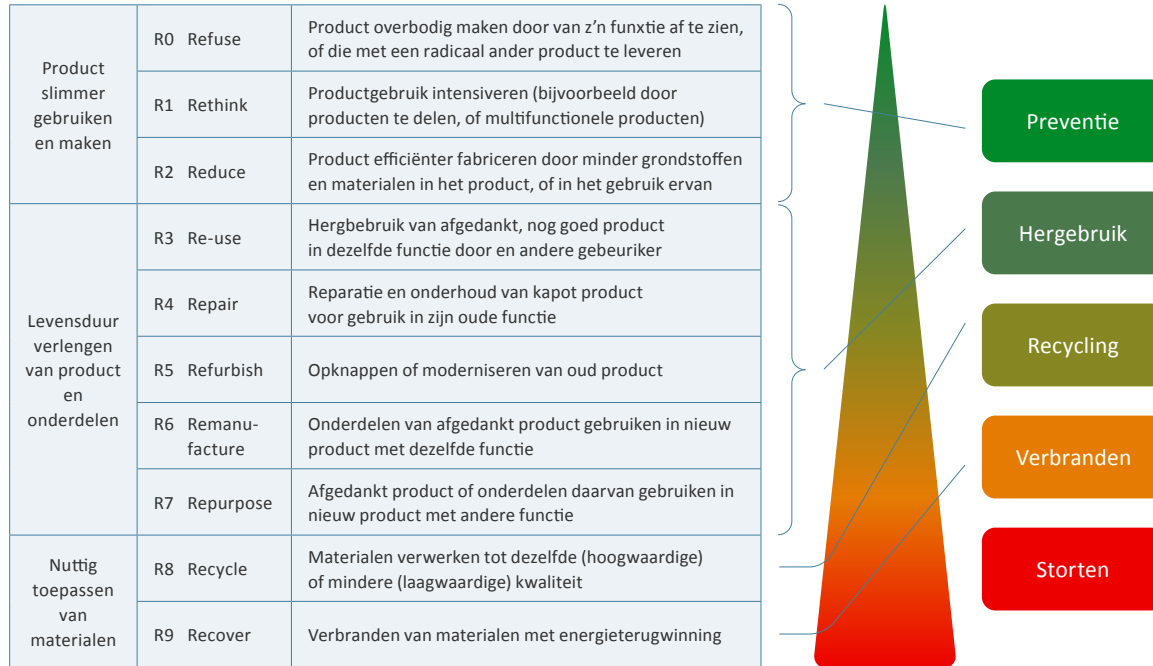 Product
slimmer
gebruiken
en maken
R0 Refuse
Product overbodig maken door van z’n funxtie af te zien,
of die met een radicaal ander product te leveren
R1 Rethink
Productgebruik intensiveren (bijvoorbeeld door
producten te delen, of multifunctionele producten)
R2 Reduce
Product efficiënter fabriceren door minder grondstoffen
en materialen in het product, of in het gebruik ervan
Levensduur
verlengen
van product
en
onderdelen
R3 Re-use
Hergbebruik van afgedankt, nog goed product
in dezelfde functie door en andere gebeuriker
R4 Repair
Reparatie en onderhoud van kapot product
voor gebruik in zijn oude functie
R5 Refurbish
Opknappen of moderniseren van oud product
R6 Remanu-
facture
Onderdelen van afgedankt product gebruiken in nieuw
product met dezelfde functie
R7 Repurpose
Afgedankt product of onderdelen daarvan gebruiken in
nieuw product met andere functie
Nuttig
toepassen
van
materialen
R8 Recycle
Materialen verwerken tot dezelfde (hoogwaardige)
of mindere (laagwaardige) kwaliteit
R9 Recover
Verbranden van materialen met energieterugwinning
Preventie
Hergebruik
Recycling
Verbranden
Storten